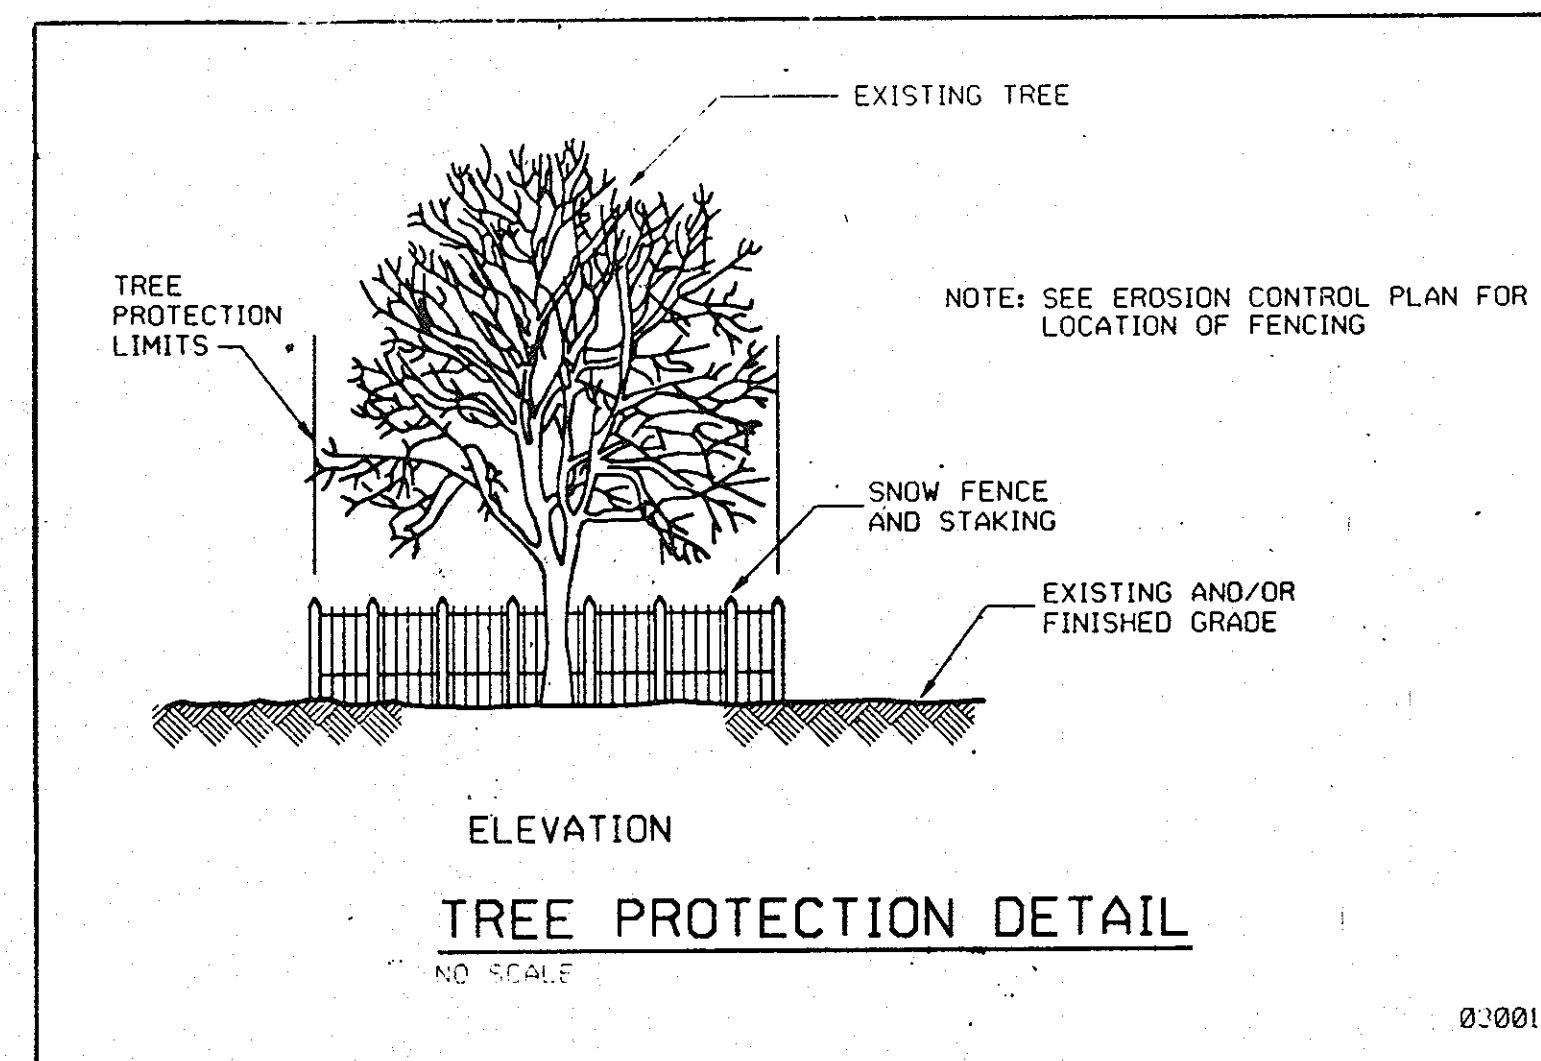 EXISTING TREE
TREE
PROTECTION
LIMITS
NOTE: SEE EROSION CONTROL PLAN FOR
LOCATION OF FENCING
SNOW FENCE
AND STAKING
EXISTING AND/OR
FINISHED GRADE
ELEVATION
TREE PROTECTION DETAIL
NO SCALE